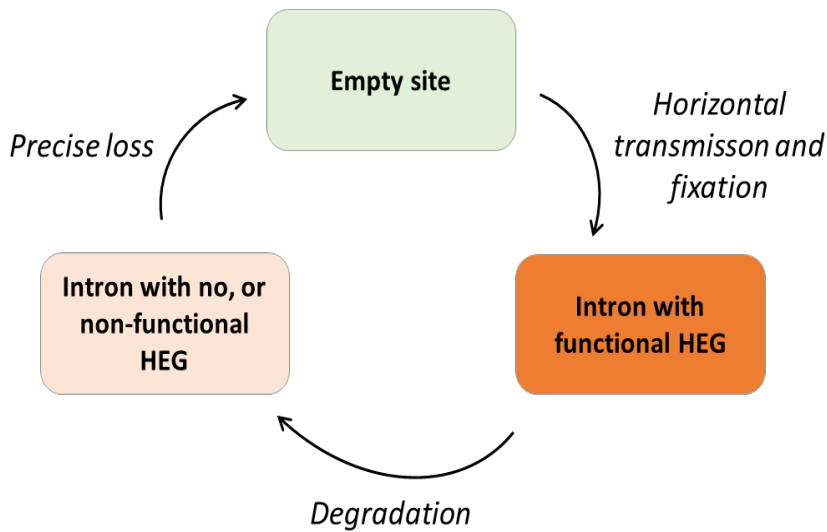 Empty site
Horizontal
transmisson and
fixation
Precise loss
Intron with no, or
non-functional
HEG
Intron with
functional HEG
Degradation